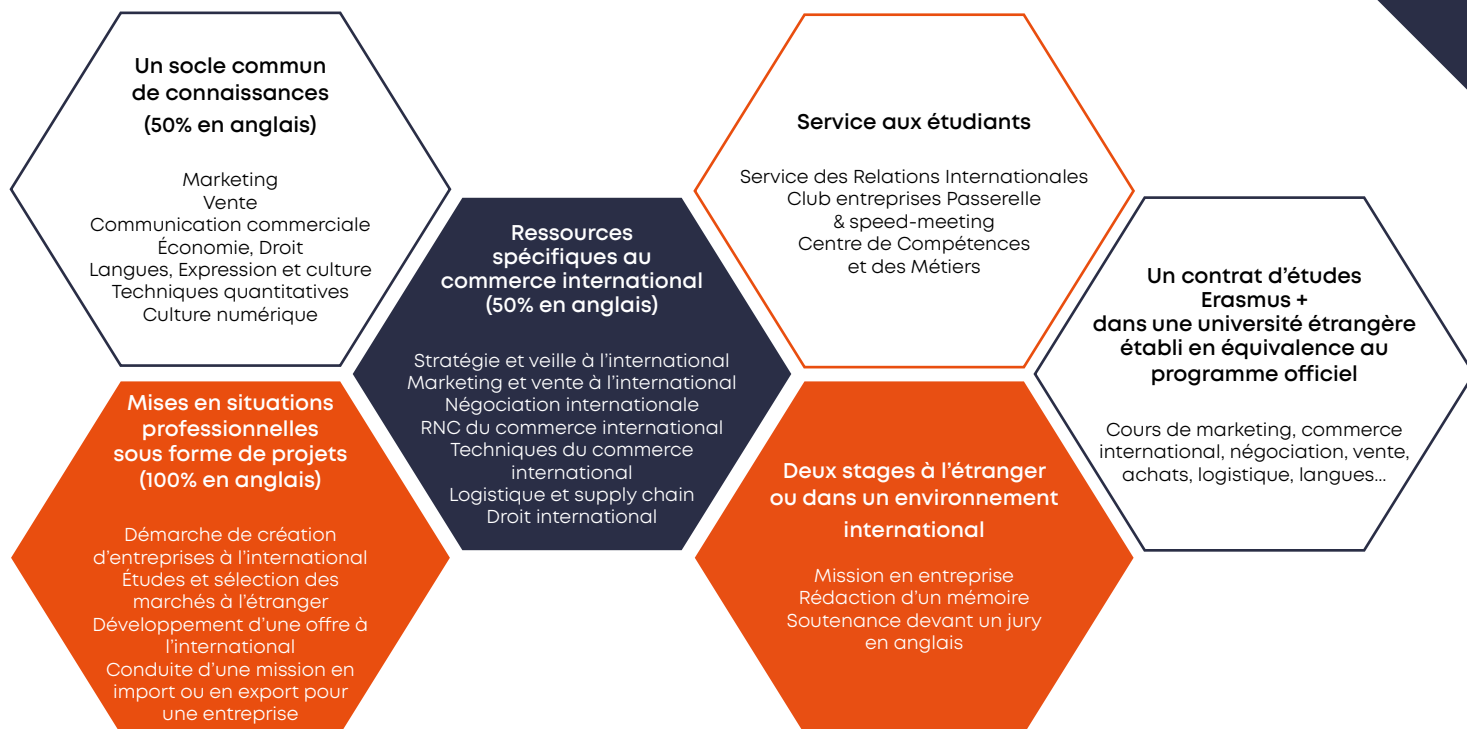 Un socle commun
de connaissances
(50% en anglais)
Marketing
Vente
Communication commerciale
Économie, Droit
Langues, Expression et culture
Techniques quantitatives
Culture numérique
Mises en situations
professionnelles
sous forme de projets
(100% en anglais)
Démarche de création
d'entreprises à l'international
Études et sélection des
marchés à l'étranger
Développement d'une offre à
l'international
Conduite d'une mission en
import ou en export pour
une entreprise
Ressources
spécifiques au
commerce international
(50% en anglais)
Stratégie et veille à l'international
Marketing et vente à l'international
Négociation internationale
RNC du commerce international
Techniques du commerce
international
Logistique et supply chain
Droit international
Service aux étudiants
Service des Relations Internationales
Club entreprises Passerelle
& speed-meeting
Centre de Compétences
et des Métiers
Deux stages à l'étranger
ou dans un environnement
international
Mission en entreprise
Rédaction d'un mémoire
Soutenance devant un jury
en anglais
Un contrat d'études
Erasmus +
dans une université étrangère
établi en équivalence au
programme officiel
Cours de marketing, commerce
international, négociation, vente,
achats, logistique, langues...